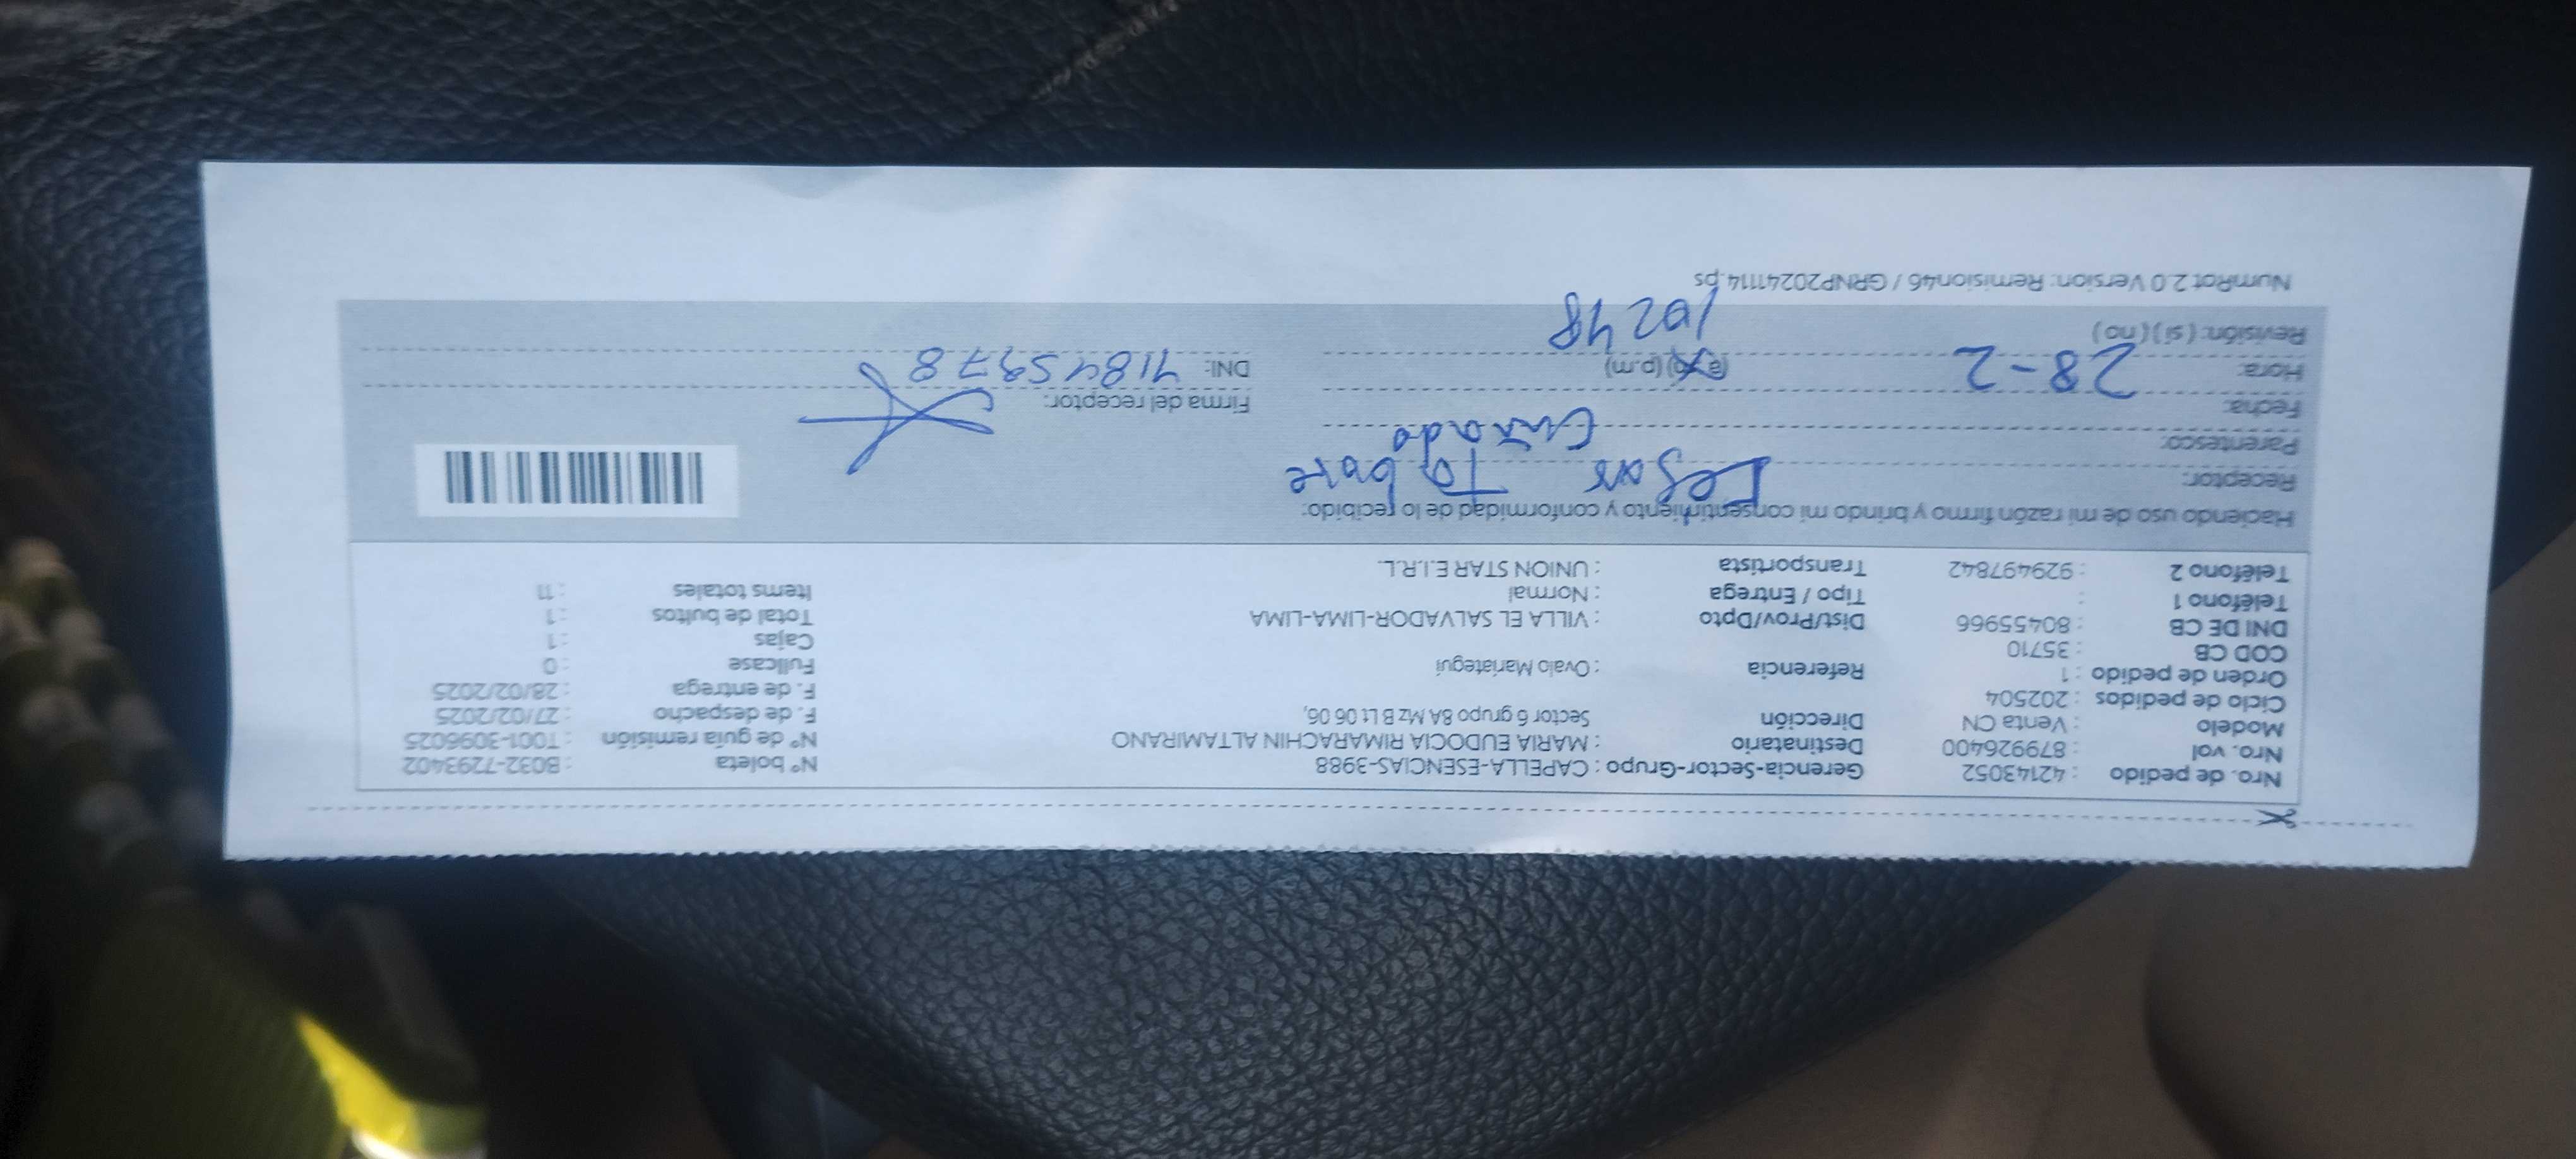 Nro. de pedido : 42143052 Gerencia-Sector-Grupo : CAPELLA-ESENCIAS-3988 N° boleta : B032-7293402
Nro. vol : 879926400 Destinatario : MARIA EUDOCIA RIMARACHIN ALTAMIRANO N° de guía remisión : T001-3096025
Modelo : Venta CN Dirección Sector 6 grupo 8A Mz B Lt 06 06, F. de despacho : 27/02/2025
Ciclo de pedidos : 202504 F. de entrega : 28/02/2025
Orden de pedido : 1 Referencia : Ovalo Mariátegui Fullcase : 0
COD CB : 35710 Cajas : 1
DNI DE CB : 80455966 Dist/Prov/Dpto : VILLA EL SALVADOR-LIMA-LIMA Total de bultos : 1
Teléfono 1 : Tipo / Entrega : Normal Items totales : 11
Teléfono 2 : 929497842 Transportista : UNION STAR E.I.R.L.
Haciendo uso de mi razón firmo y brindo mi consentimiento y conformidad de lo recibido:
Receptor:
Parentesco: Cuñado
Fecha: 28-2 Firma del receptor:
Hora: (p.m) DNI: 71845978
Revisión: (si) (no) 10:48
NumRot 2.0 Version: Remision46 / GRNP20241114.ps